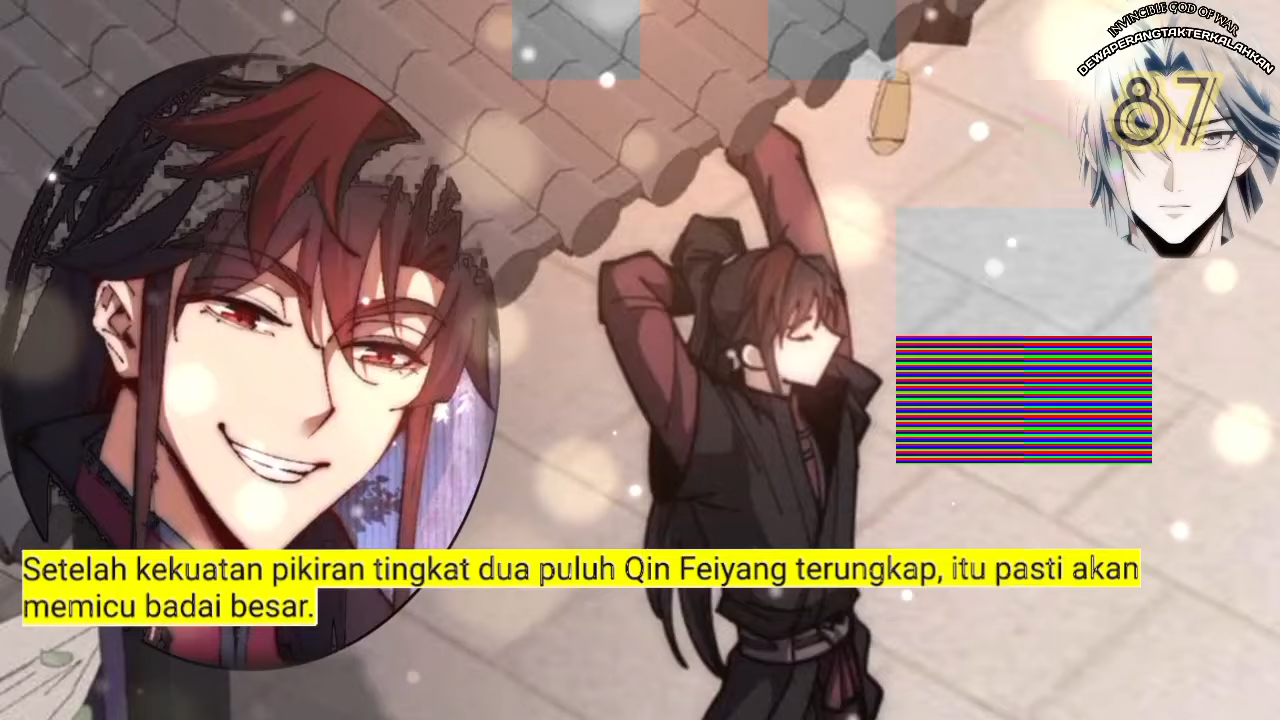 INVINCIBLE GOD OF WAR
DEWAPERANGTAKTERKALAHKAN
87
Setelah kekuatan pikiran tingkat dua puluh Qin Feiyang terungkap, itu pasti akan
memicu badai besar.